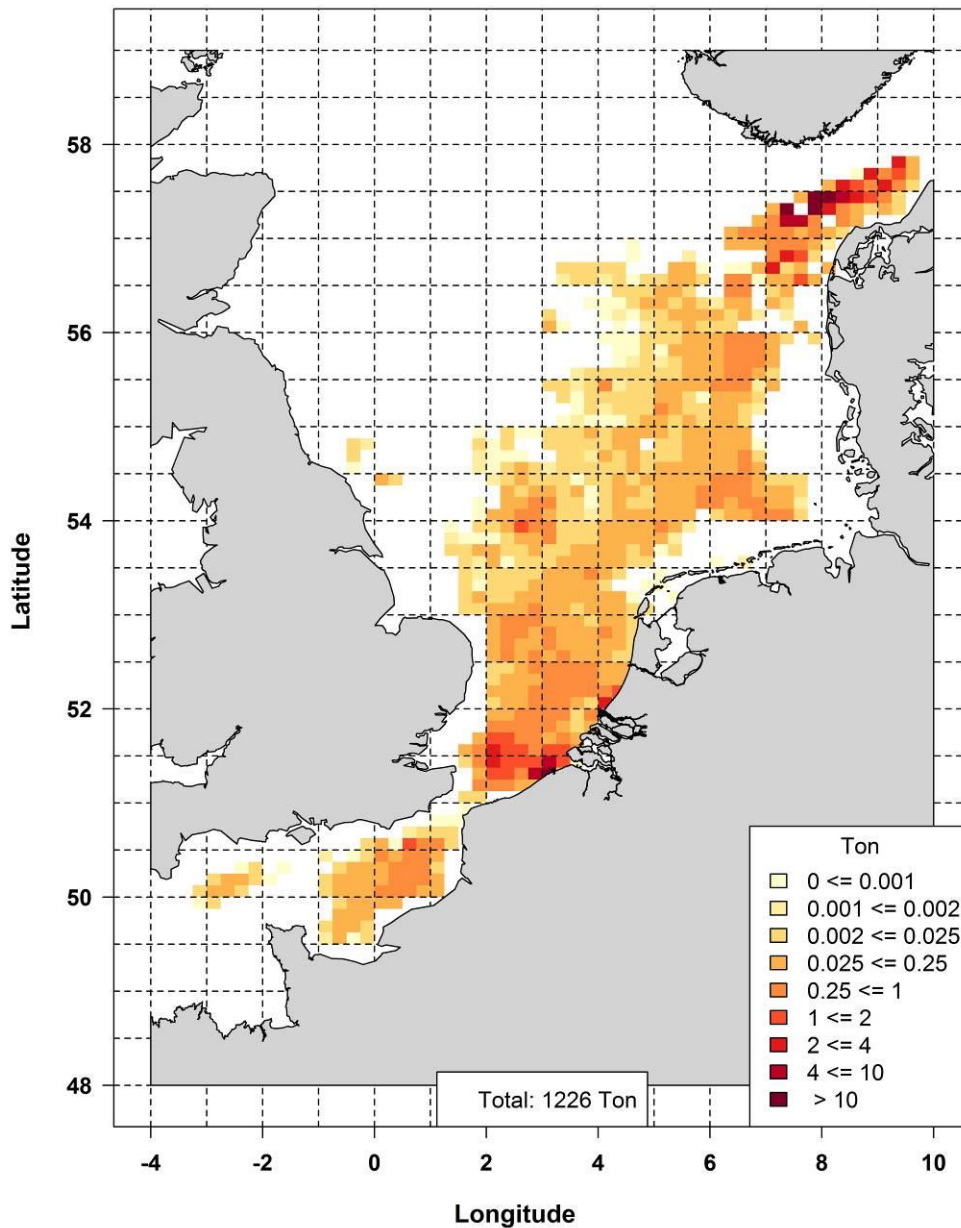 58
56
54
52
50
48
Latitude
Ton
0 <= 0.001
0.001 <= 0.002
0.002 <= 0.025
0.025 <= 0.25
0.25 <= 1
1 <= 2
2 <= 4
4 <= 10
> 10
Total: 1226 Ton
-4 -2 0 2 4 6 8 10
Longitude